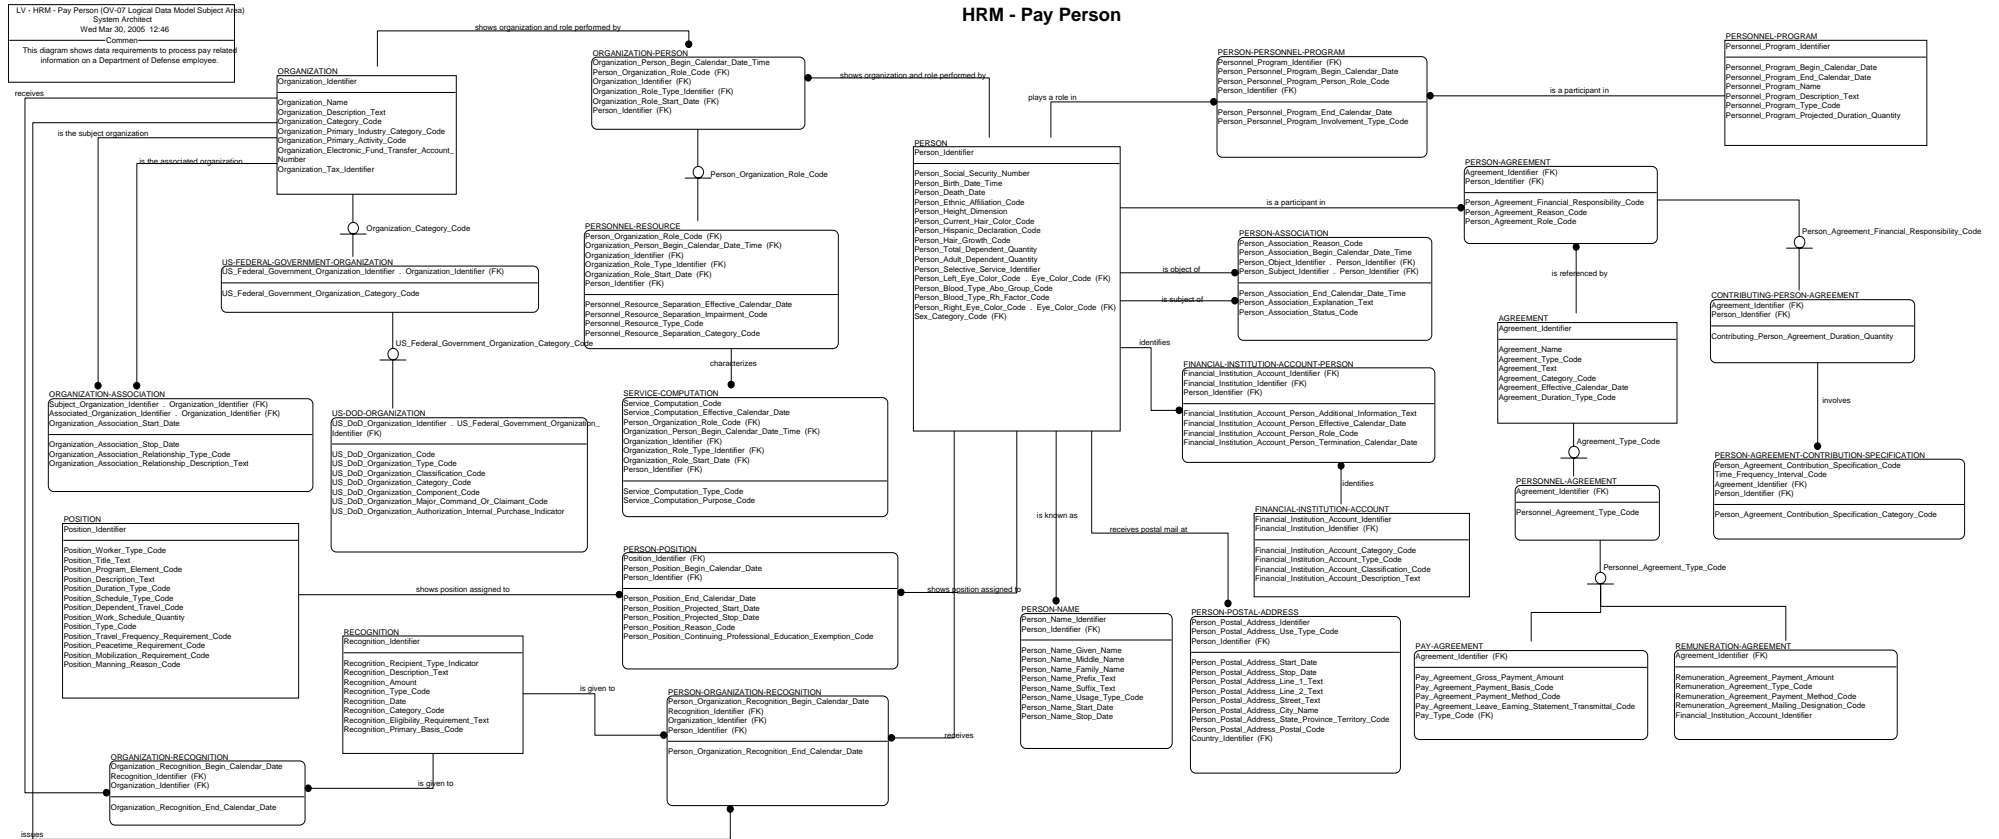 LV - HRM - Pay Person (OV-07 Logical Data Model Subject Area)
System Architect
Wed Mar 30, 2005 12:46
Commen
This diagram shows data requirements to process pay related
information on a Department of Defense employee.
HRM - Pay Person
shows organization and role performed by
receives
is the subject organization
is the associated organization
ORGANIZATION
Organization_Identifier
Organization_Name
Organization_Description_Text
Organization_Category_Code
Organization_Primary_Industry_Category_Code
Organization_Primary_Activity_Code
Organization_Electronic_Fund_Transfer_Account_
Number
Organization_Tax_Identifier
Organization_Category_Code
ORGANIZATION-PERSON
Organization_Person_Begin_Calendar_Date_Time
Person_Organization_Role_Code (FK)
Organization_Identifier (FK)
Organization_Role_Type_Identifier (FK)
Organization_Role_Start_Date (FK)
Person_Identifier (FK)
shows organization and role performed by
Person_Organization_Role_Code
plays a role in
PERSON-PERSONNEL-PROGRAM
Personnel_Program_Identifier (FK)
Person_Personnel_Program_Begin_Calendar_Date
Person_Personnel_Program_Person_Role_Code
Person_Identifier (FK)
Person_Personnel_Program_End_Calendar_Date
Person_Personnel_Program_Involvement_Type_Code
is a participant in
PERSONNEL-PROGRAM
Personnel_Program_Identifier
Personnel_Program_Begin_Calendar_Date
Personnel_Program_End_Calendar_Date
Personnel_Program_Name
Personnel_Program_Description_Text
Personnel_Program_Type_Code
Personnel_Program_Projected_Duration_Quantity
PERSON
Person_Identifier
Person_Social_Security_Number
Person_Birth_Date_Time
Person_Death_Date
Person_Ethnic_Affiliation_Code
Person_Height_Dimension
Person_Current_Hair_Color_Code
Person_Hispanic_Declaration_Code
Person_Hair_Growth_Code
Person_Total_Dependent_Quantity
Person_Adult_Dependent_Quantity
Person_Selective_Service_Identifier
Person_Left_Eye_Color_Code . Eye_Color_Code (FK)
Person_Blood_Type_Abo_Group_Code
Person_Blood_Type_Rh_Factor_Code
Person_Right_Eye_Color_Code . Eye_Color_Code (FK)
Sex_Category_Code (FK)
is a participant in
PERSON-AGREEMENT
Agreement_Identifier (FK)
Person_Identifier (FK)
Person_Agreement_Financial_Responsibility_Code
Person_Agreement_Reason_Code
Person_Agreement_Role_Code
Person_Agreement_Financial_Responsibility_Code
is referenced by
PERSON-ASSOCIATION
Person_Association_Reason_Code
Person_Association_Begin_Calendar_Date_Time
Person_Object_Identifier . Person_Identifier (FK)
Person_Subject_Identifier . Person_Identifier (FK)
Person_Association_End_Calendar_Date_Time
Person_Association_Explanation_Text
Person_Association_Status_Code
is object of
is subject of
identifies
US-FEDERAL-GOVERNMENT-ORGANIZATION
US_Federal_Government_Organization_Identifier . Organization_Identifier (FK)
US_Federal_Government_Organization_Category_Code
US_Federal_Government_Organization_Category_Code
PERSONNEL-RESOURCE
Person_Organization_Role_Code (FK)
Organization_Person_Begin_Calendar_Date_Time (FK)
Organization_Identifier (FK)
Organization_Role_Type_Identifier (FK)
Organization_Role_Start_Date (FK)
Person_Identifier (FK)
Personnel_Resource_Separation_Effective_Calendar_Date
Personnel_Resource_Separation_Impairment_Code
Personnel_Resource_Type_Code
Personnel_Resource_Separation_Category_Code
characterizes
CONTRIBUTING-PERSON-AGREEMENT
Agreement_Identifier (FK)
Person_Identifier (FK)
Contributing_Person_Agreement_Duration_Quantity
involves
AGREEMENT
Agreement_Identifier
Agreement_Name
Agreement_Type_Code
Agreement_Text
Agreement_Category_Code
Agreement_Effective_Calendar_Date
Agreement_Duration_Type_Code
Agreement_Type_Code
FINANCIAL-INSTITUTION-ACCOUNT-PERSON
Financial_Institution_Account_Identifier (FK)
Financial_Institution_Identifier (FK)
Person_Identifier (FK)
Financial_Institution_Account_Person_Additional_Information_Text
Financial_Institution_Account_Person_Effective_Calendar_Date
Financial_Institution_Account_Person_Role_Code
Financial_Institution_Account_Person_Termination_Calendar_Date
identifies
ORGANIZATION-ASSOCIATION
Subject_Organization_Identifier . Organization_Identifier (FK)
Associated_Organization_Identifier . Organization_Identifier (FK)
Organization_Association_Start_Date
Organization_Association_Stop_Date
Organization_Association_Relationship_Type_Code
Organization_Association_Relationship_Description_Text
US-DOD-ORGANIZATION
US_DoD_Organization_Identifier . US_Federal_Government_Organization_
Identifier (FK)
US_DoD_Organization_Code
US_DoD_Organization_Type_Code
US_DoD_Organization_Classification_Code
US_DoD_Organization_Category_Code
US_DoD_Organization_Component_Code
US_DoD_Organization_Major_Command_Or_Claimant_Code
US_DoD_Organization_Authorization_Internal_Purchase_Indicator
SERVICE-COMPUTATION
Service_Computation_Code
Service_Computation_Effective_Calendar_Date
Person_Organization_Role_Code (FK)
Organization_Person_Begin_Calendar_Date_Time (FK)
Organization_Identifier (FK)
Organization_Role_Type_Identifier (FK)
Organization_Role_Start_Date (FK)
Person_Identifier (FK)
Service_Computation_Type_Code
Service_Computation_Purpose_Code
PERSON-AGREEMENT-CONTRIBUTION-SPECIFICATION
Person_Agreement_Contribution_Specification_Code
Time_Frequency_Interval_Code
Agreement_Identifier (FK)
Person_Identifier (FK)
Person_Agreement_Contribution_Specification_Category_Code
PERSONNEL-AGREEMENT
Agreement_Identifier (FK)
Personnel_Agreement_Type_Code
Personnel_Agreement_Type_Code
FINANCIAL-INSTITUTION-ACCOUNT
Financial_Institution_Account_Identifier
Financial_Institution_Identifier (FK)
Financial_Institution_Account_Category_Code
Financial_Institution_Account_Type_Code
Financial_Institution_Account_Classification_Code
Financial_Institution_Account_Description_Text
is known as
receives postal mail at
POSITION
Position_Identifier
Position_Worker_Type_Code
Position_Title_Text
Position_Program_Element_Code
Position_Description_Text
Position_Duration_Type_Code
Position_Schedule_Type_Code
Position_Dependent_Travel_Code
Position_Work_Schedule_Quantity
Position_Type_Code
Position_Travel_Frequency_Requirement_Code
Position_Peacetime_Requirement_Code
Position_Mobilization_Requirement_Code
Position_Manning_Reason_Code
shows position assigned to
PERSON-POSITION
Position_Identifier (FK)
Person_Position_Begin_Calendar_Date
Person_Identifier (FK)
Person_Position_End_Calendar_Date
Person_Position_Projected_Start_Date
Person_Position_Projected_Stop_Date
Person_Position_Reason_Code
Person_Position_Continuing_Professional_Education_Exemption_Code
shows position assigned to
PERSON-NAME
Person_Name_Identifier
Person_Identifier (FK)
Person_Name_Given_Name
Person_Name_Middle_Name
Person_Name_Family_Name
Person_Name_Prefix_Text
Person_Name_Suffix_Text
Person_Name_Usage_Type_Code
Person_Name_Start_Date
Person_Name_Stop_Date
PERSON-POSTAL-ADDRESS
Person_Postal_Address_Identifier
Person_Postal_Address_Use_Type_Code
Person_Identifier (FK)
Person_Postal_Address_Start_Date
Person_Postal_Address_Stop_Date
Person_Postal_Address_Line_1_Text
Person_Postal_Address_Line_2_Text
Person_Postal_Address_Street_Text
Person_Postal_Address_City_Name
Person_Postal_Address_State_Province_Territory_Code
Person_Postal_Address_Postal_Code
Country_Identifier (FK)
PAY-AGREEMENT
Agreement_Identifier (FK)
Pay_Agreement_Gross_Payment_Amount
Pay_Agreement_Payment_Basis_Code
Pay_Agreement_Payment_Method_Code
Pay_Agreement_Leave_Earning_Statement_Transmittal_Code
Pay_Type_Code (FK)
REMUNERATION-AGREEMENT
Agreement_Identifier (FK)
Remuneration_Agreement_Payment_Amount
Remuneration_Agreement_Type_Code
Remuneration_Agreement_Payment_Method_Code
Remuneration_Agreement_Mailing_Designation_Code
Financial_Institution_Account_Identifier
RECOGNITION
Recognition_Identifier
Recognition_Recipient_Type_Indicator
Recognition_Description_Text
Recognition_Amount
Recognition_Type_Code
Recognition_Date
Recognition_Category_Code
Recognition_Eligibility_Requirement_Text
Recognition_Primary_Basis_Code
is given to
PERSON-ORGANIZATION-RECOGNITION
Person_Organization_Recognition_Begin_Calendar_Date
Recognition_Identifier (FK)
Organization_Identifier (FK)
Person_Identifier (FK)
Person_Organization_Recognition_End_Calendar_Date
receives
ORGANIZATION-RECOGNITION
Organization_Recognition_Begin_Calendar_Date
Recognition_Identifier (FK)
Organization_Identifier (FK)
Organization_Recognition_End_Calendar_Date
is given to
issues